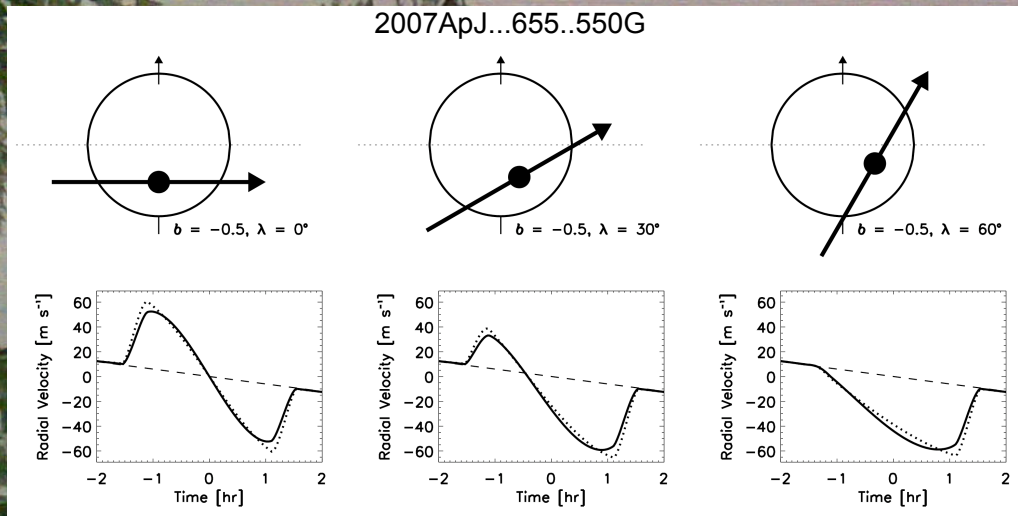 2007ApJ...655..550G
b = −0.5, λ = 0°
b = −0.5, λ = 30°
b = −0.5, λ = 60°
Radial Velocity [m s⁻¹]
60
40
20
0
−20
−40
−60
−2 −1 0 1 2
Time [hr]
Radial Velocity [m s⁻¹]
60
40
20
0
−20
−40
−60
−2 −1 0 1 2
Time [hr]
Radial Velocity [m s⁻¹]
60
40
20
0
−20
−40
−60
−2 −1 0 1 2
Time [hr]